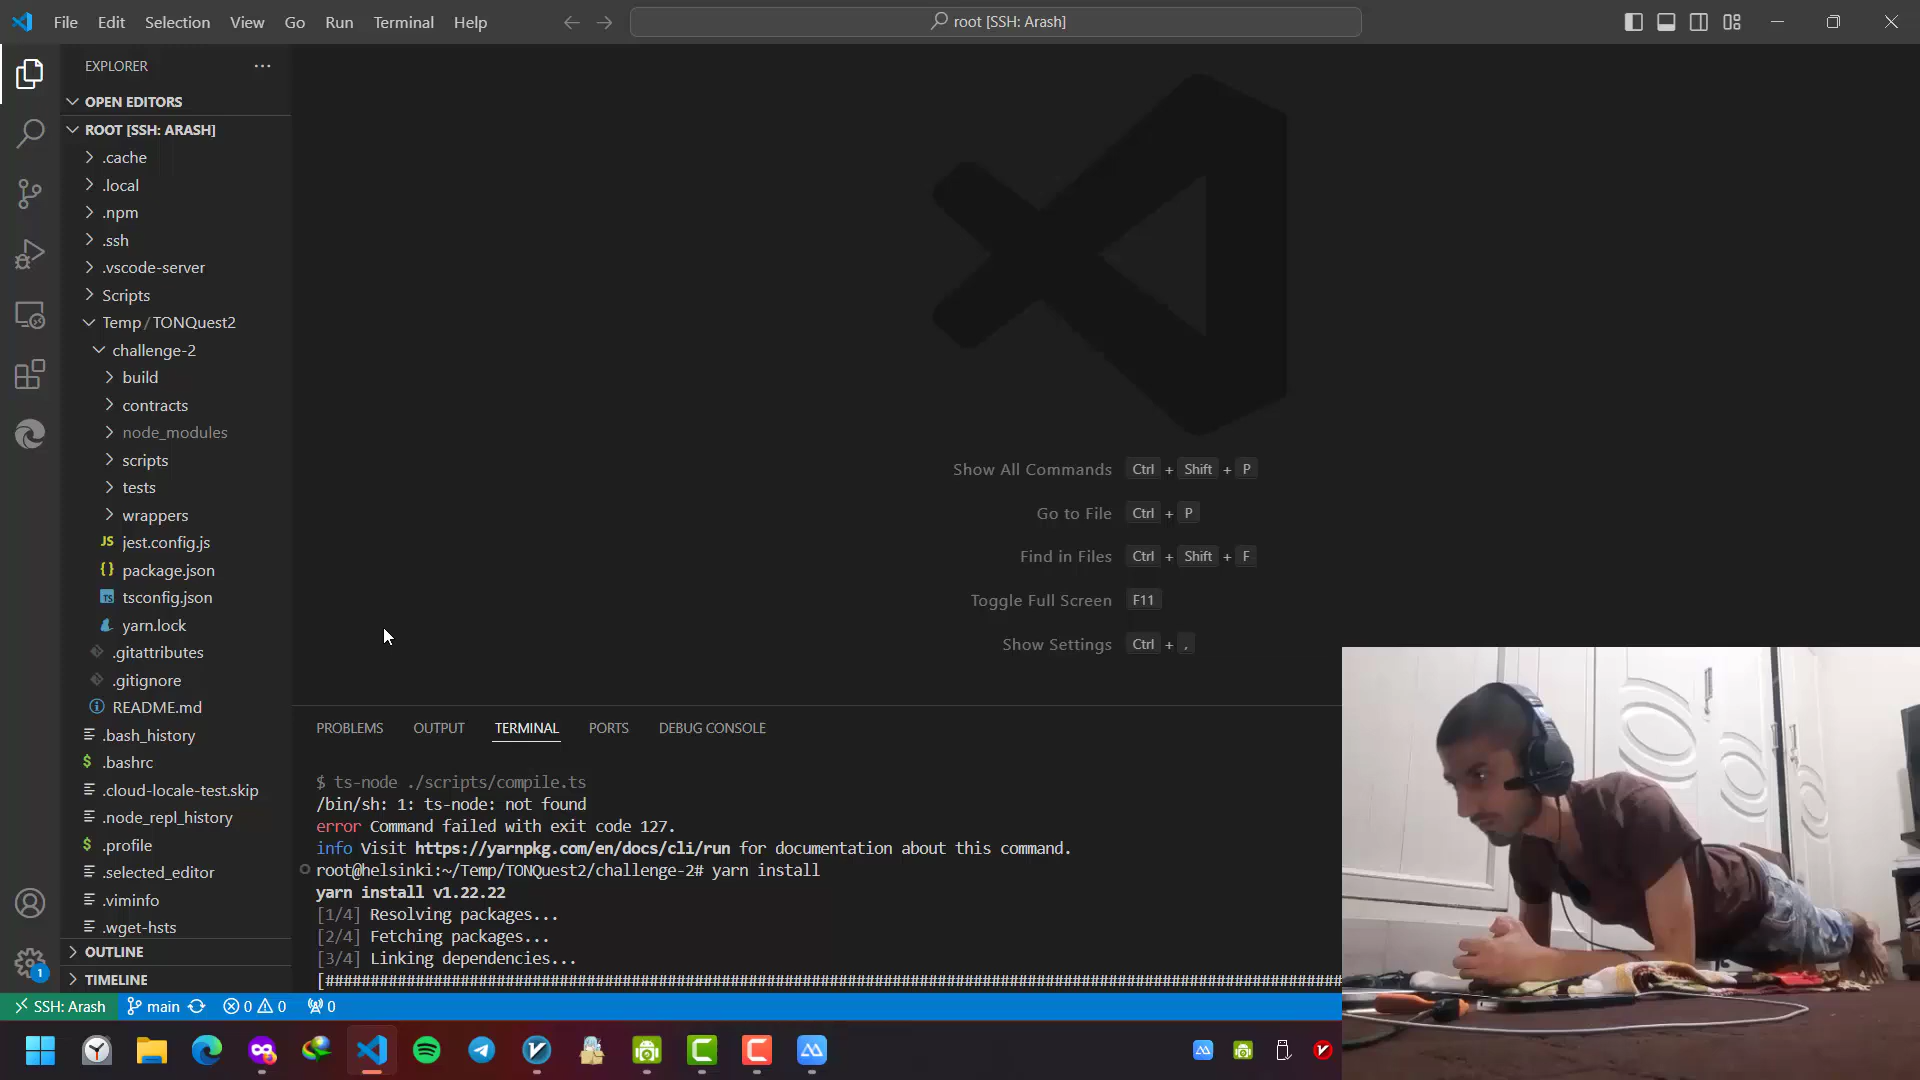 File Edit Selection View Go Run Terminal Help
root [SSH: Arash]
EXPLORER
OPEN EDITORS
ROOT [SSH: ARASH]
.cache
.local
.npm
.ssh
.vscode-server
Scripts
Temp / TONQuest2
challenge-2
build
contracts
node_modules
scripts
tests
wrappers
JS jest.config.js
{} package.json
TS tsconfig.json
yarn.lock
.gitattributes
.gitignore
README.md
.bash_history
$ .bashrc
.cloud-locale-test.skip
.node_repl_history
$ .profile
.selected_editor
.viminfo
.wget-hsts
OUTLINE
TIMELINE
1
Show All Commands Ctrl + Shift + P
Go to File Ctrl + P
Find in Files Ctrl + Shift + F
Toggle Full Screen F11
Show Settings Ctrl + ,
PROBLEMS OUTPUT TERMINAL PORTS DEBUG CONSOLE
$ ts-node ./scripts/compile.ts
/bin/sh: 1: ts-node: not found
error Command failed with exit code 127.
info Visit https://yarnpkg.com/en/docs/cli/run for documentation about this command.
root@helsinki:~/Temp/TONQuest2/challenge-2# yarn install
yarn install v1.22.22
[1/4] Resolving packages...
[2/4] Fetching packages...
[3/4] Linking dependencies...
[##################################################################################################################
SSH: Arash main 0 0 0